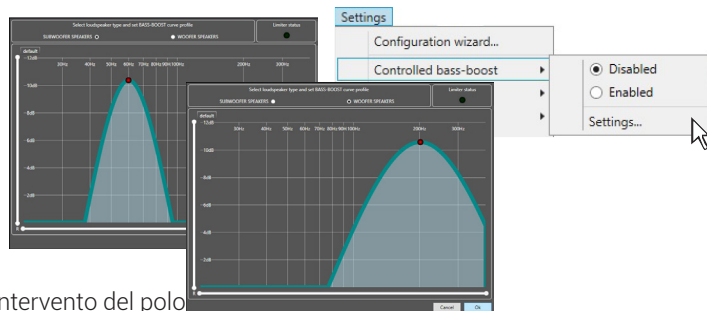 Select loudspeaker type and set BASS-BOOST curve profile
Limiter status
SUBWOOFER SPEAKERS
WOOFER SPEAKERS
default
-12dB
20Hz 40Hz 50Hz 60Hz 70Hz 80Hz 90Hz 100Hz 200Hz 300Hz
-10dB
-8dB
-6dB
-4dB
-2dB
R
Select loudspeaker type and set BASS-BOOST curve profile
Limiter status
SUBWOOFER SPEAKERS
WOOFER SPEAKERS
default
-12dB
30Hz 40Hz 50Hz 60Hz 70Hz 80Hz 90Hz 100Hz 200Hz 300Hz
-10dB
-8dB
-6dB
-4dB
-2dB
R
Cancel
Ok
Settings
Configuration wizard...
Controlled bass-boost
Disabled
Enabled
Settings...
ntervento del polo